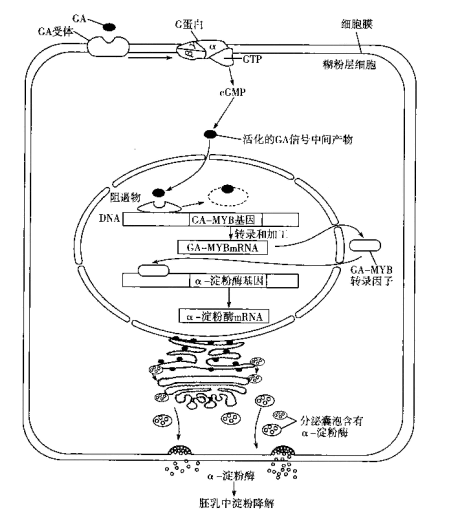 GA
GA受体
G蛋白
β
γ
α
GTP
细胞膜
糊粉层细胞
cGMP
活化的GA信号中间产物
阻遏物
DNA
GA-MYB基因
转录和加工
GA-MYBmRNA
GA-MYB
转录因子
α-淀粉酶基因
α-淀粉酶mRNA
分泌囊泡含有
α-淀粉酶
α-淀粉酶
胚乳中淀粉降解